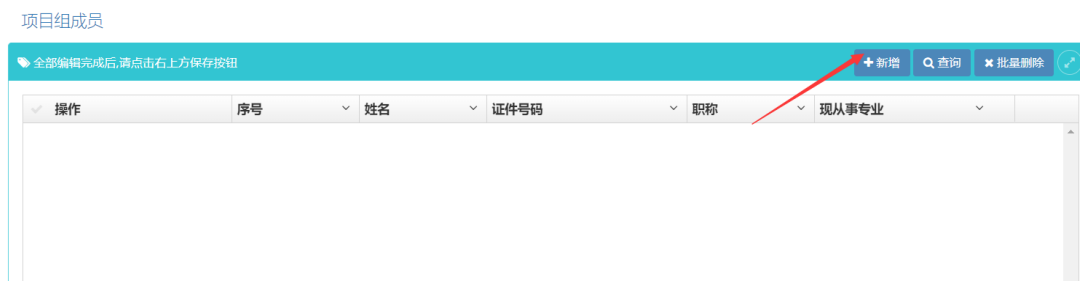 项目组成员
全部编辑完成后,请点击右上方保存按钮 新增 查询 批量删除
操作 序号 姓名 证件号码 职称 现从事专业